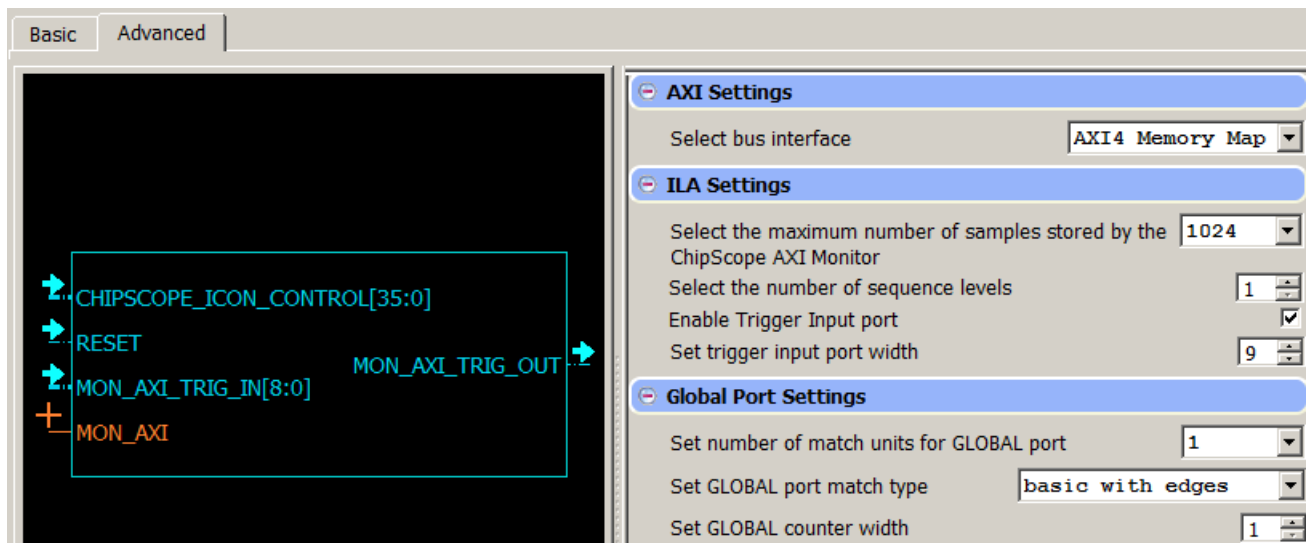 Basic
Advanced
CHIPSCOPE_ICON_CONTROL[35:0]
RESET
MON_AXI_TRIG_OUT
MON_AXI_TRIG_IN[8:0]
MON_AXI
AXI Settings
Select bus interface AXI4 Memory Map
ILA Settings
Select the maximum number of samples stored by the 1024
ChipScope AXI Monitor
Select the number of sequence levels 1
Enable Trigger Input port
Set trigger input port width 9
Global Port Settings
Set number of match units for GLOBAL port 1
Set GLOBAL port match type basic with edges
Set GLOBAL counter width 1